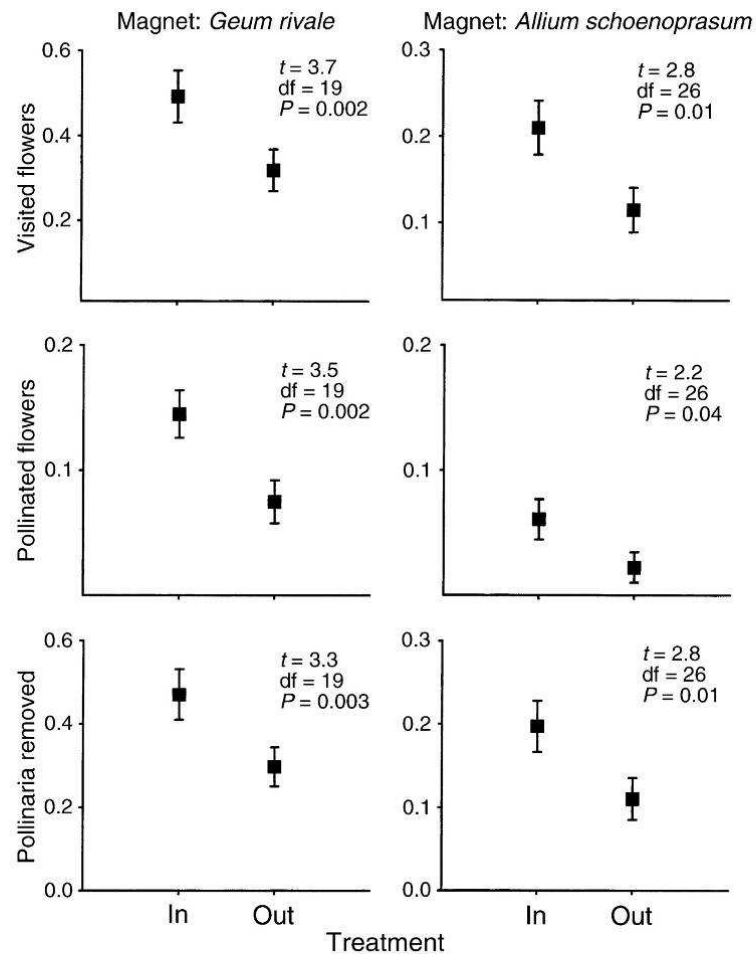 Magnet: Geum rivale
Magnet: Allium schoenoprasum
Visited flowers
0.6
0.4
0.2
t = 3.7
df = 19
P = 0.002
0.3
0.2
0.1
t = 2.8
df = 26
P = 0.01
Pollinated flowers
0.2
0.1
t = 3.5
df = 19
P = 0.002
0.2
0.1
t = 2.2
df = 26
P = 0.04
Pollinaria removed
0.6
0.4
0.2
0.0
t = 3.3
df = 19
P = 0.003
0.3
0.2
0.1
0.0
t = 2.8
df = 26
P = 0.01
In
Out
In
Out
Treatment